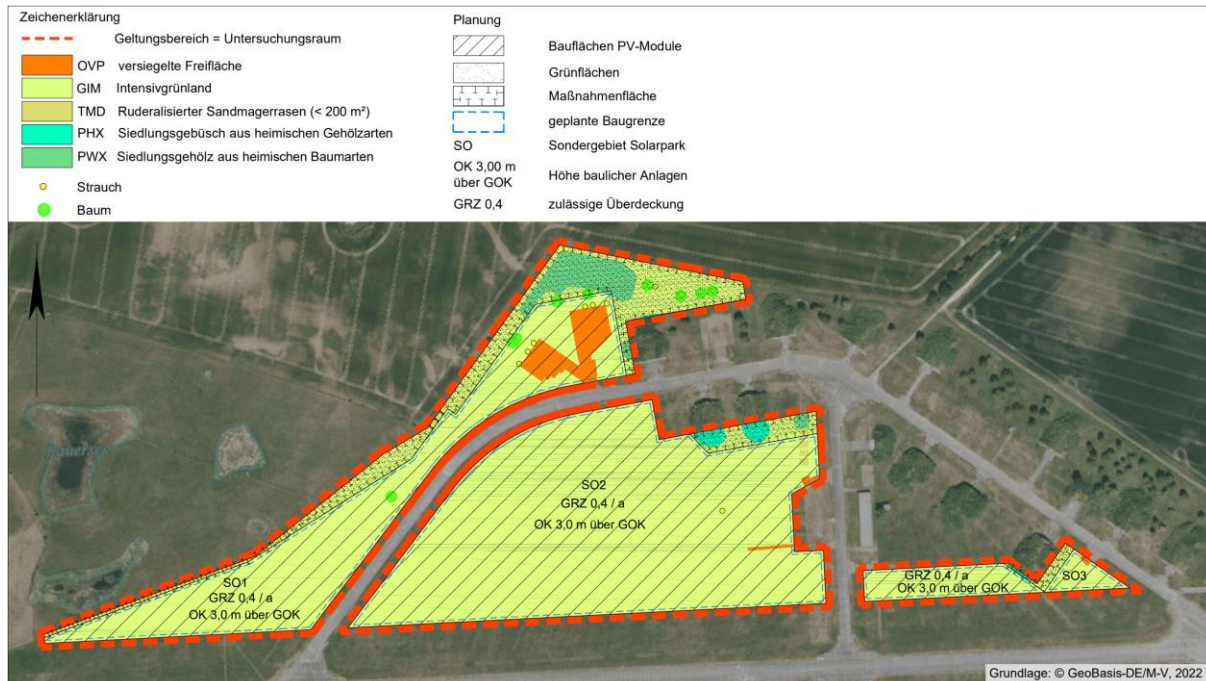 Zeichenerklärung
Geltungsbereich = Untersuchungsraum
OVP versiegelte Freifläche
GIM Intensivgrünland
TMD Ruderalisierter Sandmagerrasen (< 200 m²)
PHX Siedlungsgebüsch aus heimischen Gehölzarten
PWX Siedlungsgehölz aus heimischen Baumarten
Strauch
Baum
Planung
Bauflächen PV-Module
Grünflächen
Maßnahmenfläche
geplante Baugrenze
SO Sondergebiet Solarpark
OK 3,00 m
über GOK Höhe baulicher Anlagen
GRZ 0,4 zulässige Überdeckung
SO2
GRZ 0,4 / a
OK 3,0 m über GOK
SO1
GRZ 0,4 / a
OK 3,0 m über GOK
GRZ 0,4 / a
OK 3,0 m über GOK
SO3
Grundlage: © GeoBasis-DE/M-V, 2022